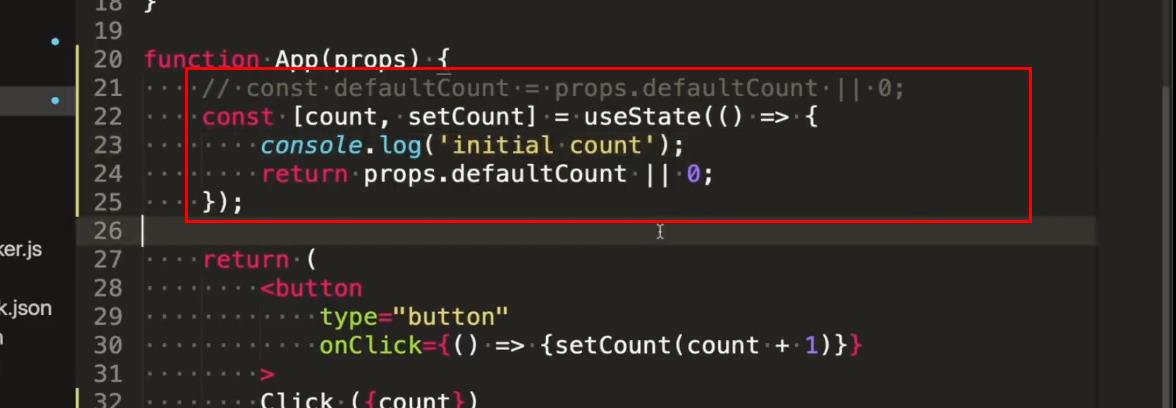 18 }
19
20 function App(props) {
21 // const defaultCount = props.defaultCount || 0;
22 const [count, setCount] = useState(() => {
23 console.log('initial count');
24 return props.defaultCount || 0;
25 });
26
ker.js
27 return (
28 <button
k.json
29 type="button"
30 onClick={() => {setCount(count + 1)}}
31 >
32 Click ({count})